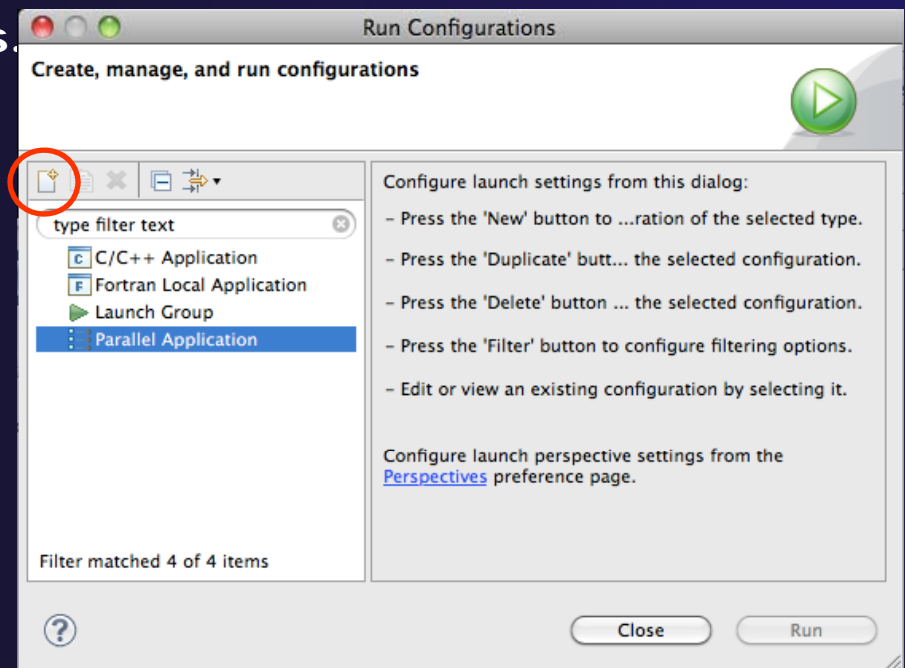 s.
Run Configurations
Create, manage, and run configurations
type filter text
C C/C++ Application
F Fortran Local Application
Launch Group
Parallel Application
Filter matched 4 of 4 items
Configure launch settings from this dialog:
– Press the 'New' button to ...ration of the selected type.
– Press the 'Duplicate' butt... the selected configuration.
– Press the 'Delete' button ... the selected configuration.
– Press the 'Filter' button to configure filtering options.
– Edit or view an existing configuration by selecting it.
Configure launch perspective settings from the
Perspectives preference page.
?
Close
Run